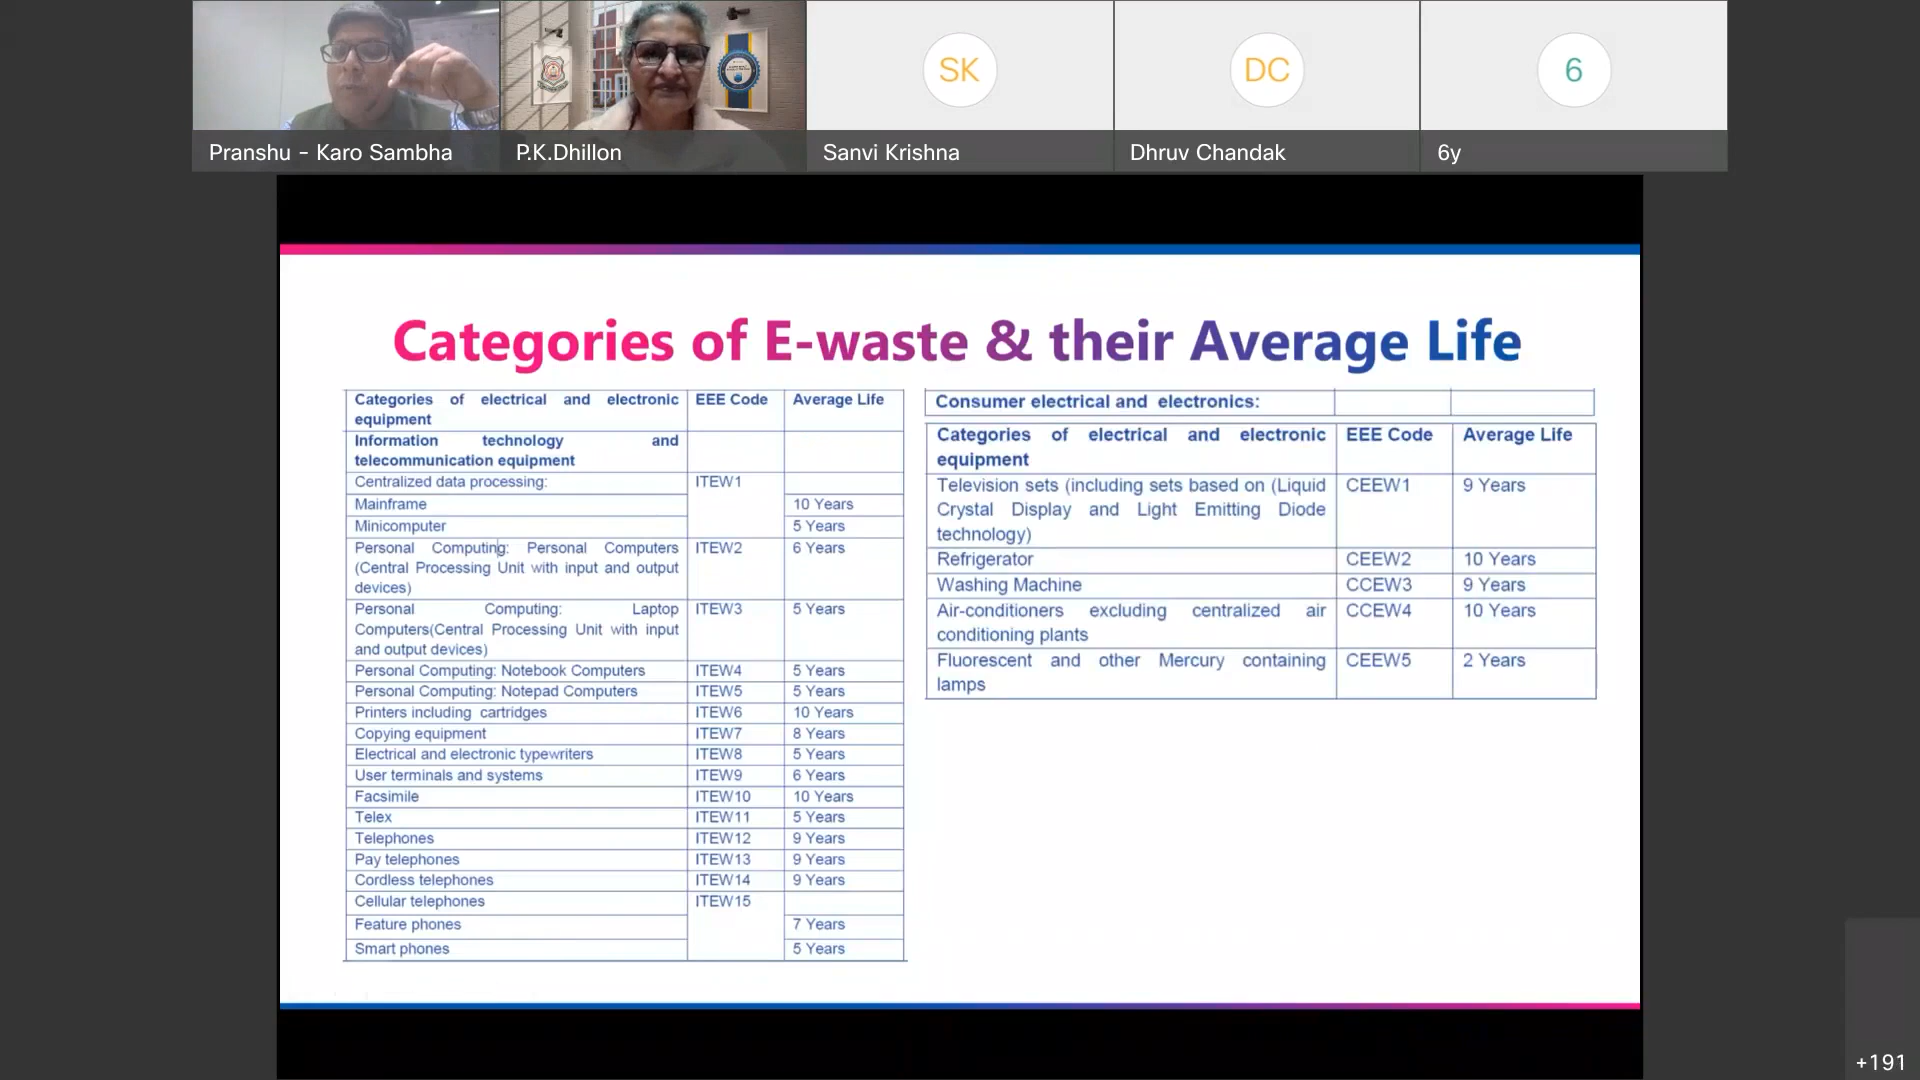 SK
DC
6
Pranshu - Karo Sambha
P.K.Dhillon
Sanvi Krishna
Dhruv Chandak
6y
Categories of E-waste & their Average Life
Categories of electrical and electronic
equipment
EEE Code
Average Life
Information technology and
telecommunication equipment
Centralized data processing:
ITEW1
Mainframe
10 Years
Minicomputer
5 Years
Personal Computing: Personal Computers
(Central Processing Unit with input and output
devices)
ITEW2
6 Years
Personal Computing: Laptop
Computers(Central Processing Unit with input
and output devices)
ITEW3
5 Years
Personal Computing: Notebook Computers
ITEW4
5 Years
Personal Computing: Notepad Computers
ITEW5
5 Years
Printers including cartridges
ITEW6
10 Years
Copying equipment
ITEW7
8 Years
Electrical and electronic typewriters
ITEW8
5 Years
User terminals and systems
ITEW9
6 Years
Facsimile
ITEW10
10 Years
Telex
ITEW11
5 Years
Telephones
ITEW12
9 Years
Pay telephones
ITEW13
9 Years
Cordless telephones
ITEW14
9 Years
Cellular telephones
ITEW15
Feature phones
7 Years
Smart phones
5 Years
Consumer electrical and electronics:
Categories of electrical and electronic
equipment
EEE Code
Average Life
Television sets (including sets based on (Liquid
Crystal Display and Light Emitting Diode
technology)
CEEW1
9 Years
Refrigerator
CEEW2
10 Years
Washing Machine
CCEW3
9 Years
Air-conditioners excluding centralized air
conditioning plants
CCEW4
10 Years
Fluorescent and other Mercury containing
lamps
CEEW5
2 Years
+191